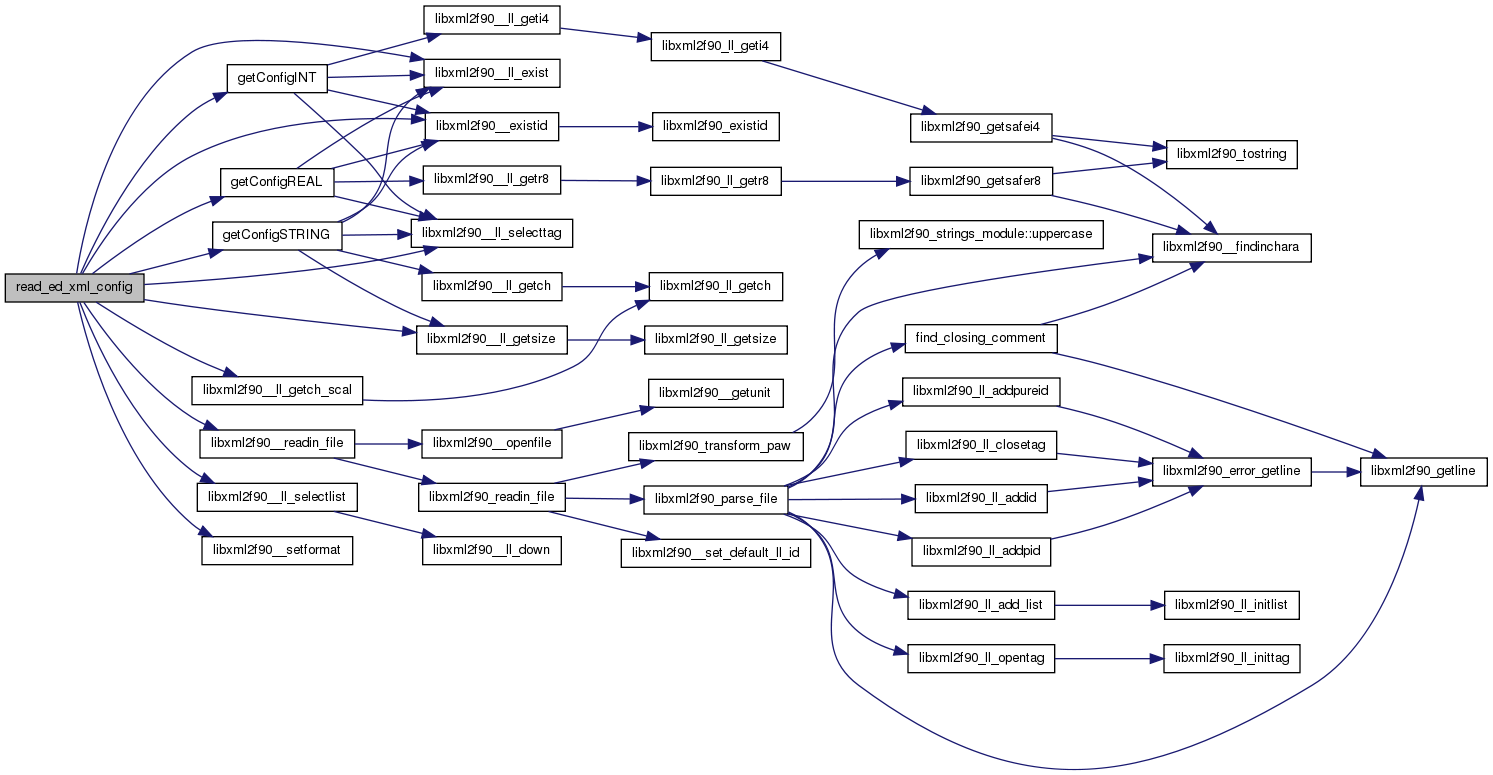 libxml2f90__ll_geti4
libxml2f90_ll_geti4
getConfigINT
libxml2f90__ll_exist
libxml2f90__existid
libxml2f90_existid
libxml2f90_getsafei4
libxml2f90_tostring
getConfigREAL
libxml2f90__ll_getr8
libxml2f90_ll_getr8
libxml2f90_getsafer8
getConfigSTRING
libxml2f90__ll_selecttag
libxml2f90_strings_module::uppercase
libxml2f90__findinchara
read_ed_xml_config
libxml2f90__ll_getch
libxml2f90_ll_getch
libxml2f90__ll_getsize
libxml2f90_ll_getsize
find_closing_comment
libxml2f90__ll_getch_scal
libxml2f90__getunit
libxml2f90_ll_addpureid
libxml2f90__readin_file
libxml2f90__openfile
libxml2f90_transform_paw
libxml2f90_ll_closetag
libxml2f90_error_getline
libxml2f90_getline
libxml2f90__ll_selectlist
libxml2f90_readin_file
libxml2f90_parse_file
libxml2f90_ll_addid
libxml2f90__setformat
libxml2f90__ll_down
libxml2f90__set_default_ll_id
libxml2f90_ll_addpid
libxml2f90_ll_add_list
libxml2f90_ll_initlist
libxml2f90_ll_opentag
libxml2f90_ll_inittag